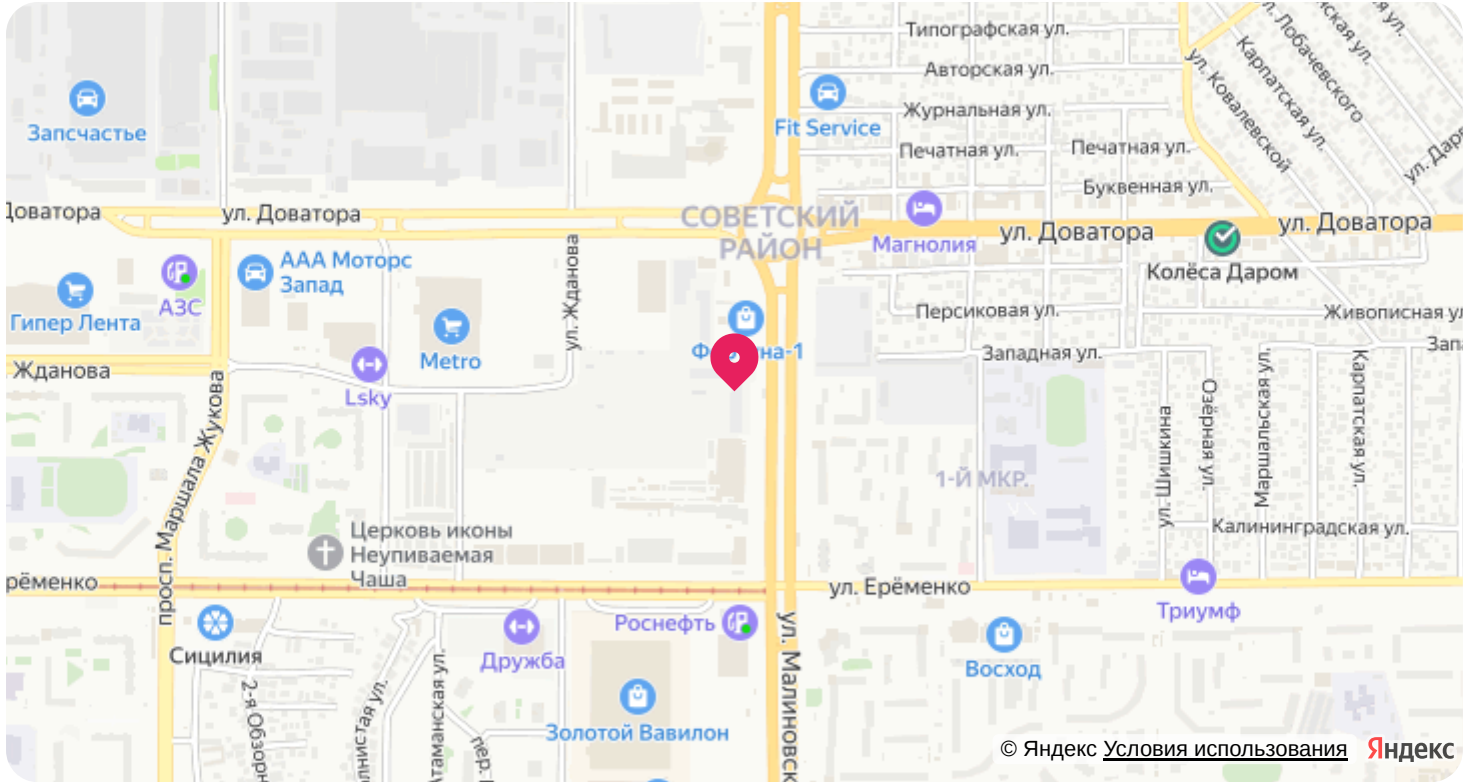 Типографская ул.
Авторская ул.
Журнальная ул.
Печатная ул.
Печатная ул.
Буквенная ул.
ул. Ковалевской
Карпатская ул.
ул. Лобачевского
Запсчастье
Fit Service
Доватора
ул. Доватора
СОВЕТСКИЙ
РАЙОН
Магнолия
ул. Доватора
ул. Доватора
Колёса Даром
ААА Моторс
Запад
АЗС
Гипер Лента
Metro
ул. Жданова
Персиковая ул.
Живописная ул
Западная ул.
Жданова
Lsky
просп. Маршала Жукова
Озёрная ул.
Маршальская ул.
Карпатская ул.
ул. Шишкина
1-Й МКР.
Калининградская ул.
Церковь иконы
Неупиваемая
Чаша
ул. Ерёменко
Триумф
Роснефть
Сицилия
Дружба
Восход
Золотой Вавилон
Атаманская ул.
© Яндекс Условия использования Яндекс